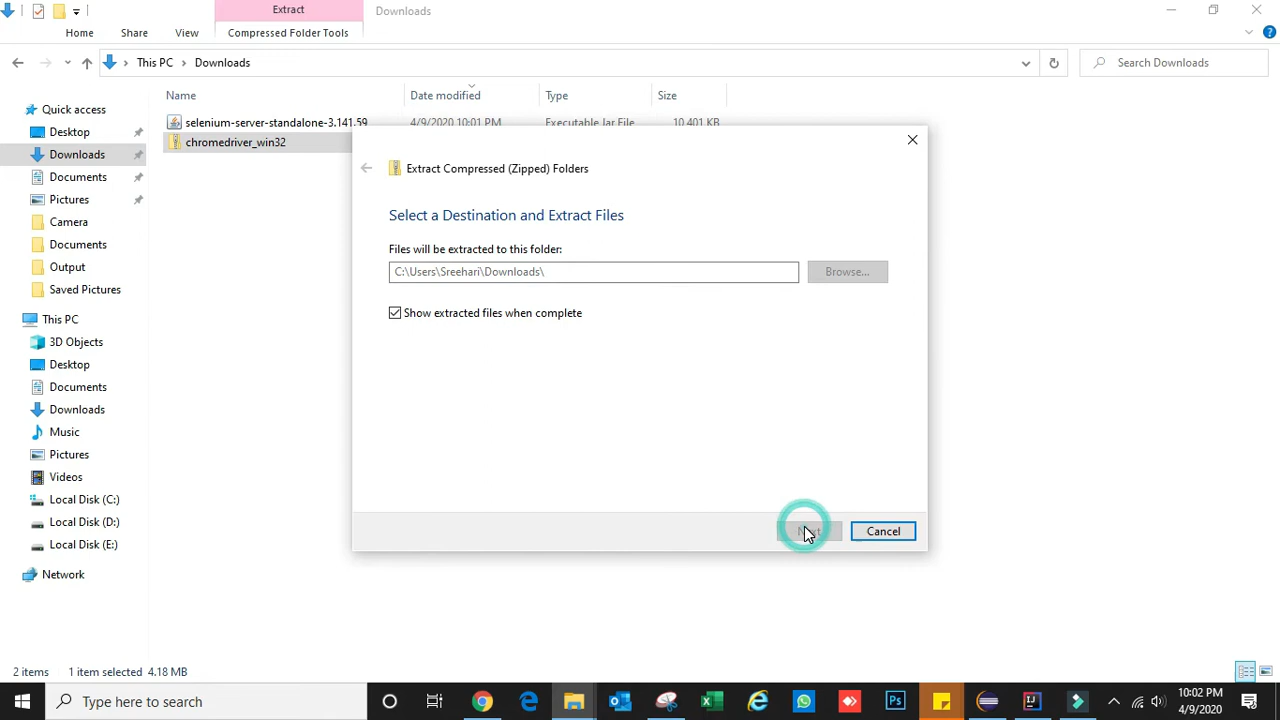 Extract
Downloads
Home
Share
View
Compressed Folder Tools
This PC
Downloads
Search Downloads
Name
Date modified
Type
Size
selenium-server-standalone-3.141.59
4/9/2020 10:01 PM
Executable Jar File
10,401 KB
chromedriver_win32
Quick access
Desktop
Downloads
Documents
Pictures
Camera
Documents
Output
Saved Pictures
This PC
3D Objects
Desktop
Documents
Downloads
Music
Pictures
Videos
Local Disk (C:)
Local Disk (D:)
Local Disk (E:)
Network
Extract Compressed (Zipped) Folders
Select a Destination and Extract Files
Files will be extracted to this folder:
C:\Users\Sreehari\Downloads\
Browse...
Show extracted files when complete
Next
Cancel
2 items
1 item selected 4.18 MB
Type here to search
Ps
10:02 PM
4/9/2020